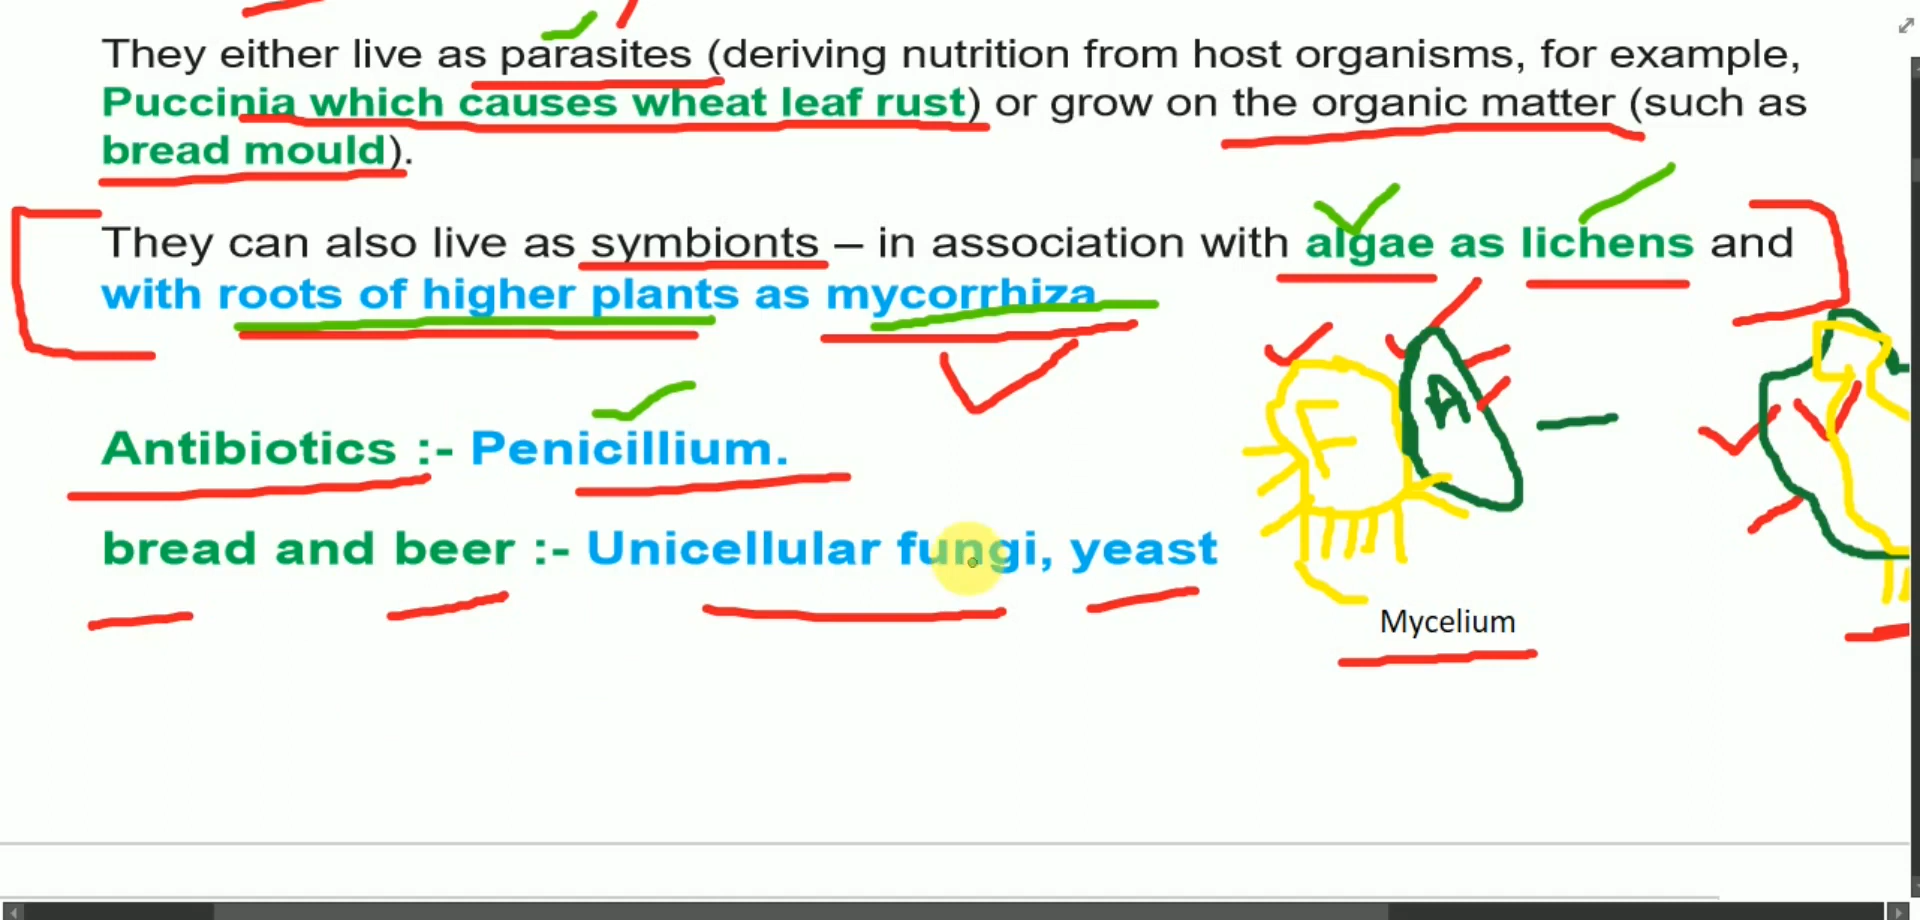 They either live as parasites (deriving nutrition from host organisms, for example,
Puccinia which causes wheat leaf rust) or grow on the organic matter (such as
bread mould).
They can also live as symbionts – in association with algae as lichens and
with roots of higher plants as mycorrhiza
F A
Antibiotics :- Penicillium.
bread and beer :- Unicellular fungi, yeast
Mycelium